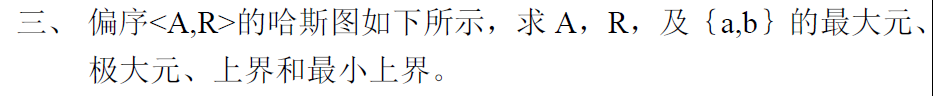 三、 偏序<A,R>的哈斯图如下所示，求 A，R，及｛a,b｝的最大元、
极大元、上界和最小上界。